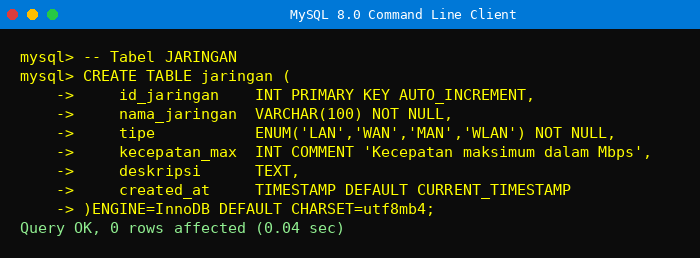 MySQL 8.0 Command Line Client
mysql> -- Tabel JARINGAN
mysql> CREATE TABLE jaringan (
    ->     id_jaringan    INT PRIMARY KEY AUTO_INCREMENT,
    ->     nama_jaringan  VARCHAR(100) NOT NULL,
    ->     tipe           ENUM('LAN','WAN','MAN','WLAN') NOT NULL,
    ->     kecepatan_max  INT COMMENT 'Kecepatan maksimum dalam Mbps',
    ->     deskripsi      TEXT,
    ->     created_at     TIMESTAMP DEFAULT CURRENT_TIMESTAMP
    -> )ENGINE=InnoDB DEFAULT CHARSET=utf8mb4;
Query OK, 0 rows affected (0.04 sec)